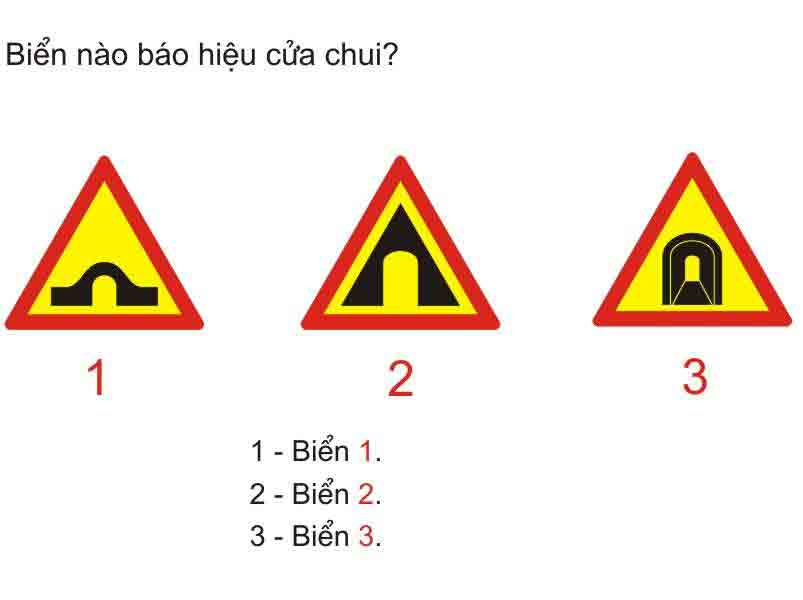 Biển nào báo hiệu cửa chui?
1 2 3
1 - Biển 1.
2 - Biển 2.
3 - Biển 3.